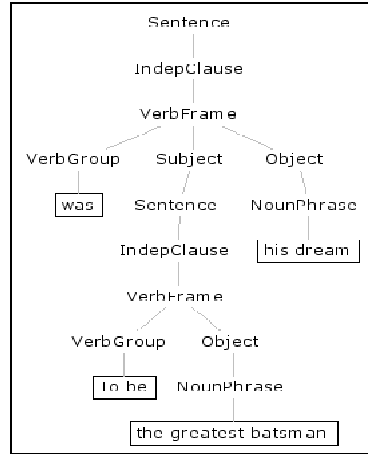 Sentence
IndepClause
VerbFrame
VerbGroup Subject Object
was Sentence NounPhrase
IndepClause his dream
VerbFrame
VerbGroup Object
To be NounPhrase
the greatest batsman